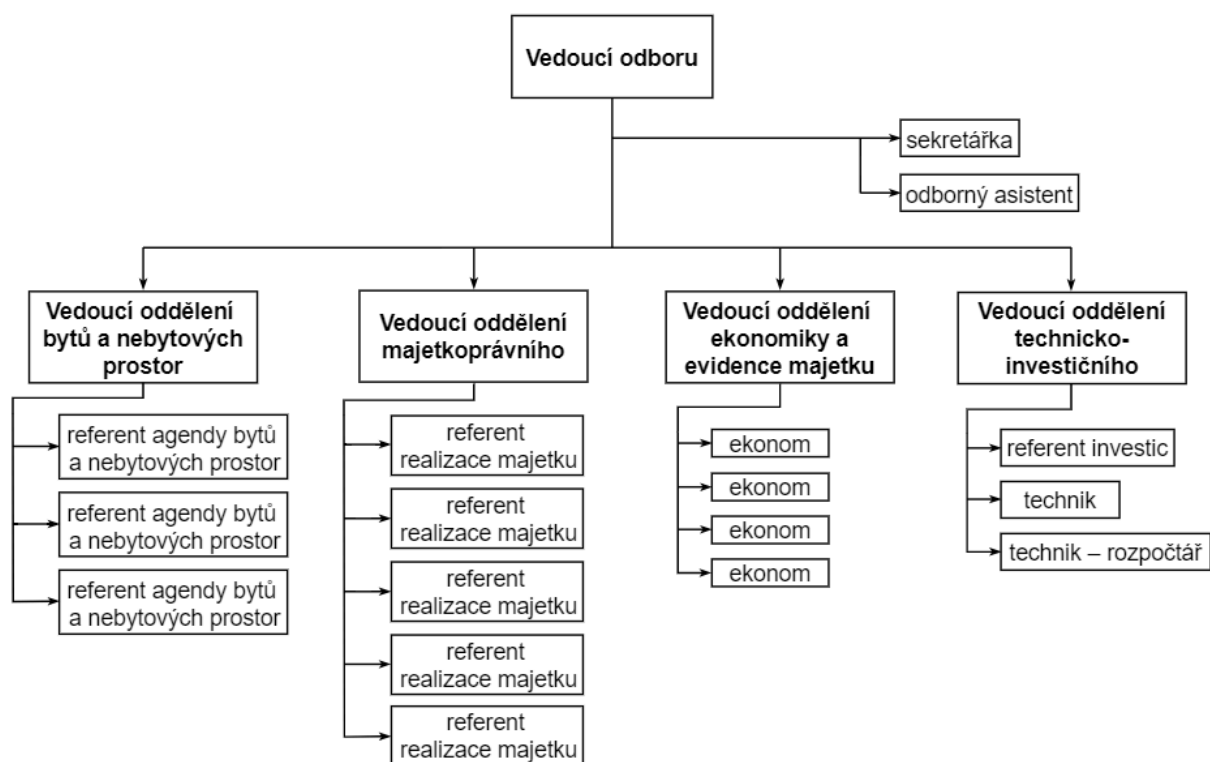 Vedoucí odboru
sekretářka
odborný asistent
Vedoucí oddělení
bytů a nebytových
prostor
referent agendy bytů
a nebytových prostor
referent agendy bytů
a nebytových prostor
referent agendy bytů
a nebytových prostor
Vedoucí oddělení
majetkoprávního
referent
realizace majetku
referent
realizace majetku
referent
realizace majetku
referent
realizace majetku
referent
realizace majetku
Vedoucí oddělení
ekonomiky a
evidence majetku
ekonom
ekonom
ekonom
ekonom
Vedoucí oddělení
technicko-
investičního
referent investic
technik
technik – rozpočtář